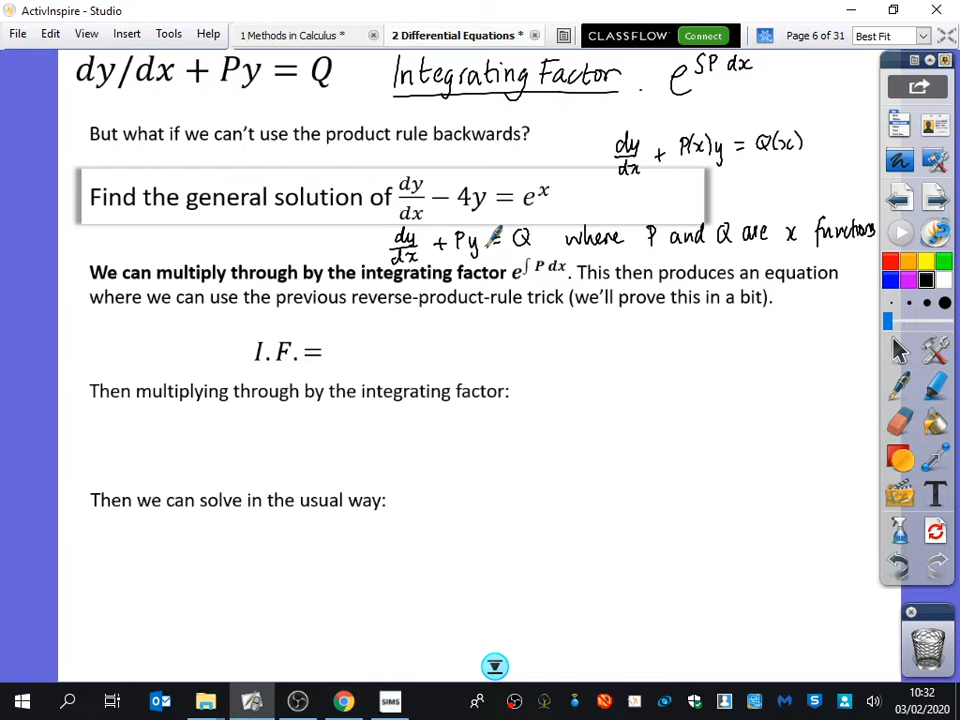 ActivInspire - Studio
File Edit View Insert Tools Help
1 Methods in Calculus *
2 Differential Equations *
CLASSFLOW Connect
Page 6 of 31
Best Fit
dy/dx + Py = Q
Integrating Factor . e^∫P dx
But what if we can't use the product rule backwards?
dy/dx + P(x)y = Q(x)
Find the general solution of dy/dx − 4y = e^x
dy/dx + Py = Q where P and Q are x functions
We can multiply through by the integrating factor e^∫ P dx. This then produces an equation
where we can use the previous reverse-product-rule trick (we'll prove this in a bit).
I. F. =
Then multiplying through by the integrating factor:
Then we can solve in the usual way:
SIMS
10:32
03/02/2020